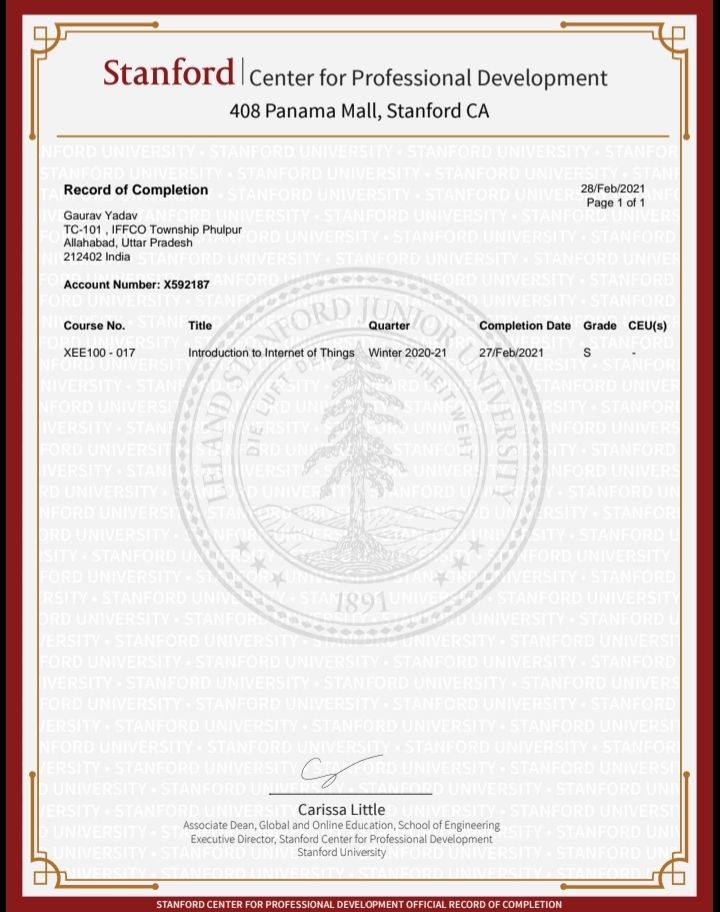 Stanford | Center for Professional Development
408 Panama Mall, Stanford CA
Record of Completion
28/Feb/2021
Page 1 of 1
Gaurav Yadav
TC-101 , IFFCO Township Phulpur
Allahabad, Uttar Pradesh
212402 India
Account Number: X592187
Course No. Title Quarter Completion Date Grade CEU(s)
XEE100 - 017 Introduction to Internet of Things Winter 2020-21 27/Feb/2021 S -
LELAND STANFORD JUNIOR UNIVERSITY
DIE LUFT DER FREIHEIT WEHT
1891
Carissa Little
Associate Dean, Global and Online Education, School of Engineering
Executive Director, Stanford Center for Professional Development
Stanford University
STANFORD CENTER FOR PROFESSIONAL DEVELOPMENT OFFICIAL RECORD OF COMPLETION